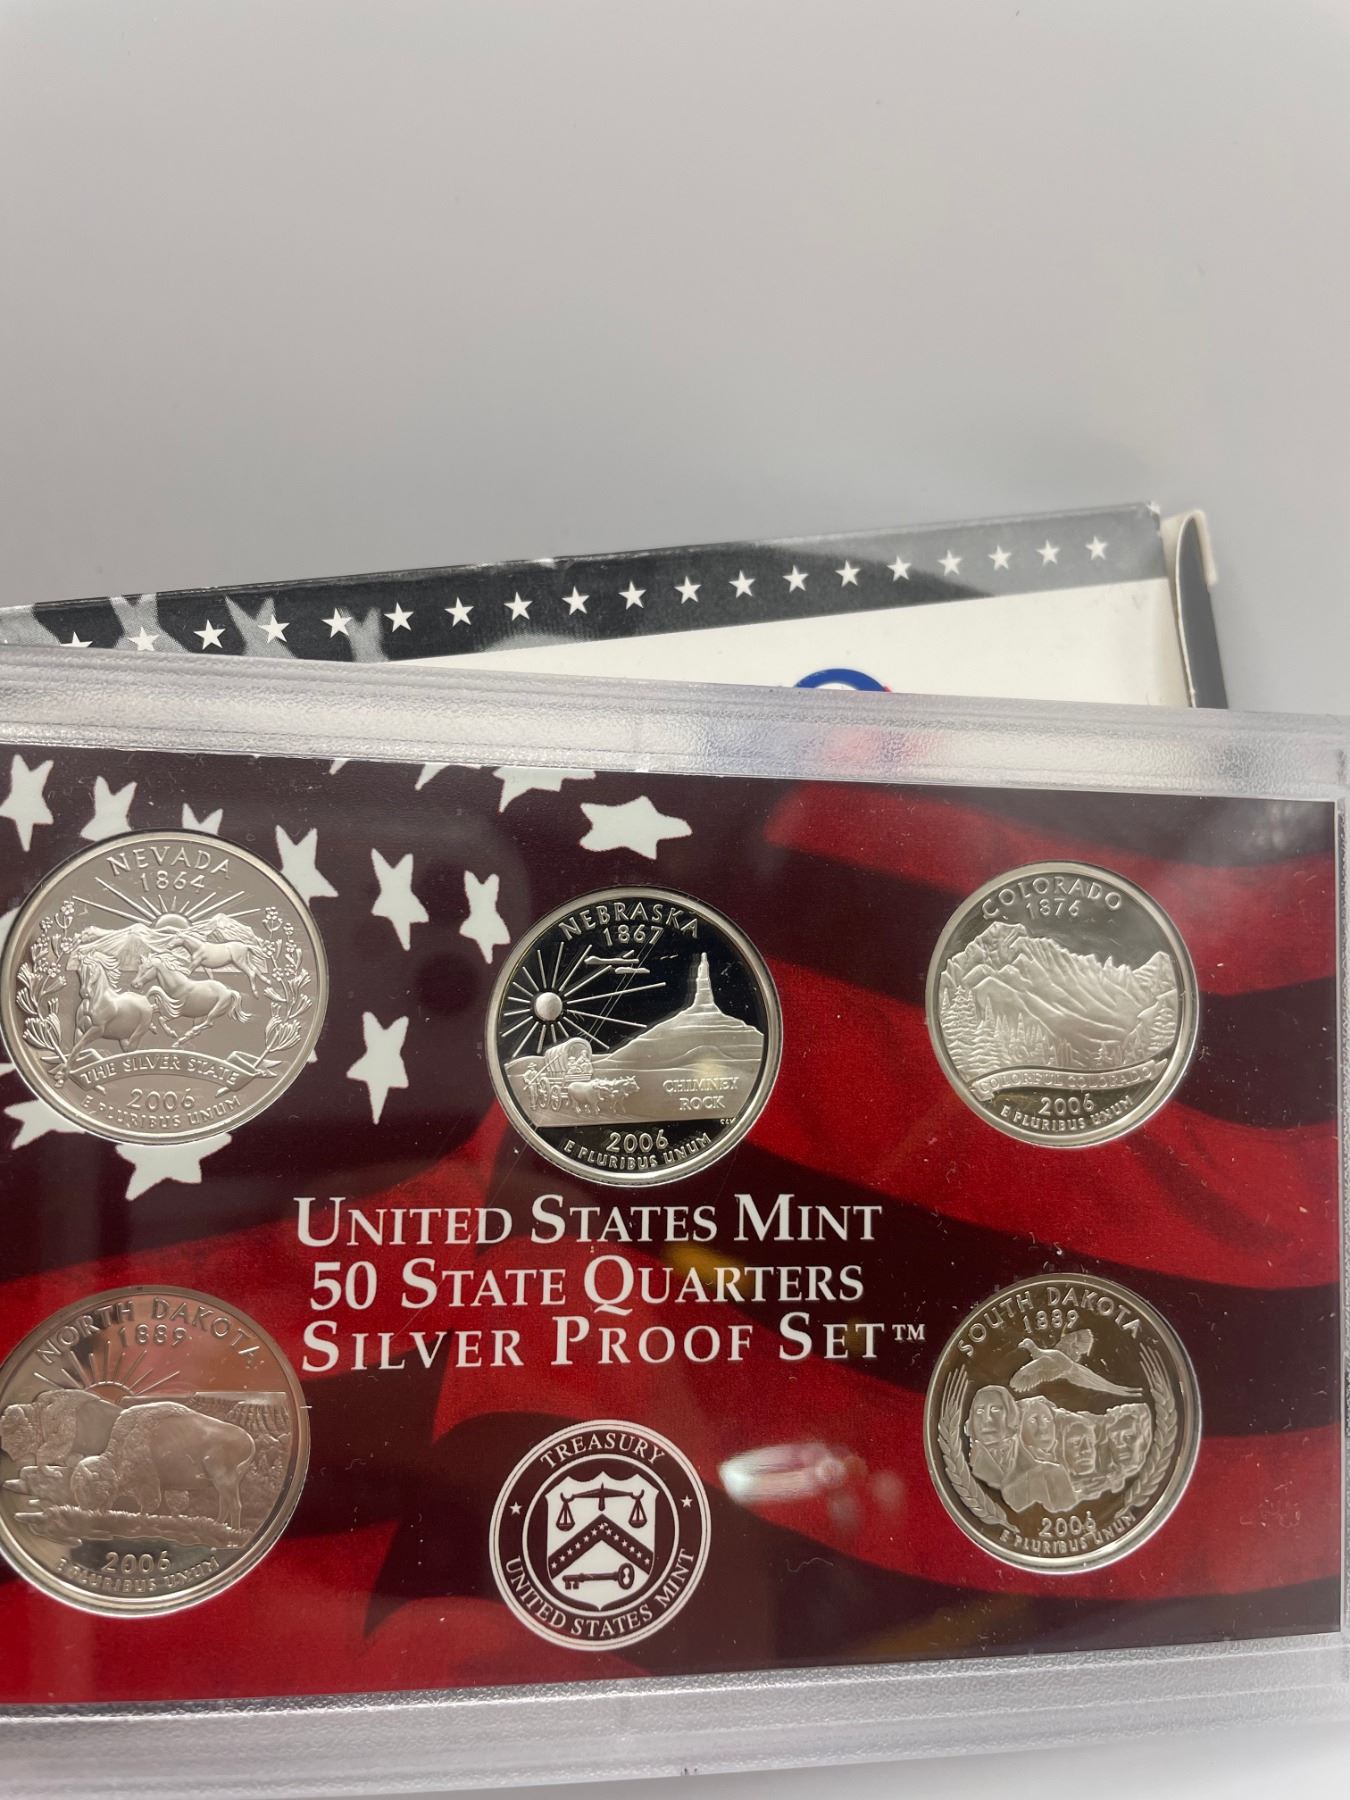 NEVADA
1864
THE SILVER STATE
2006
E PLURIBUS UNUM
NEBRASKA
1867
CHIMNEY
ROCK
2006
E PLURIBUS UNUM
COLORADO
1876
COLORFUL COLORADO
2006
E PLURIBUS UNUM
UNITED STATES MINT
50 STATE QUARTERS
SILVER PROOF SET™
NORTH DAKOTA
1889
2006
E PLURIBUS UNUM
TREASURY
UNITED STATES MINT
SOUTH DAKOTA
1889
2006
E PLURIBUS UNUM